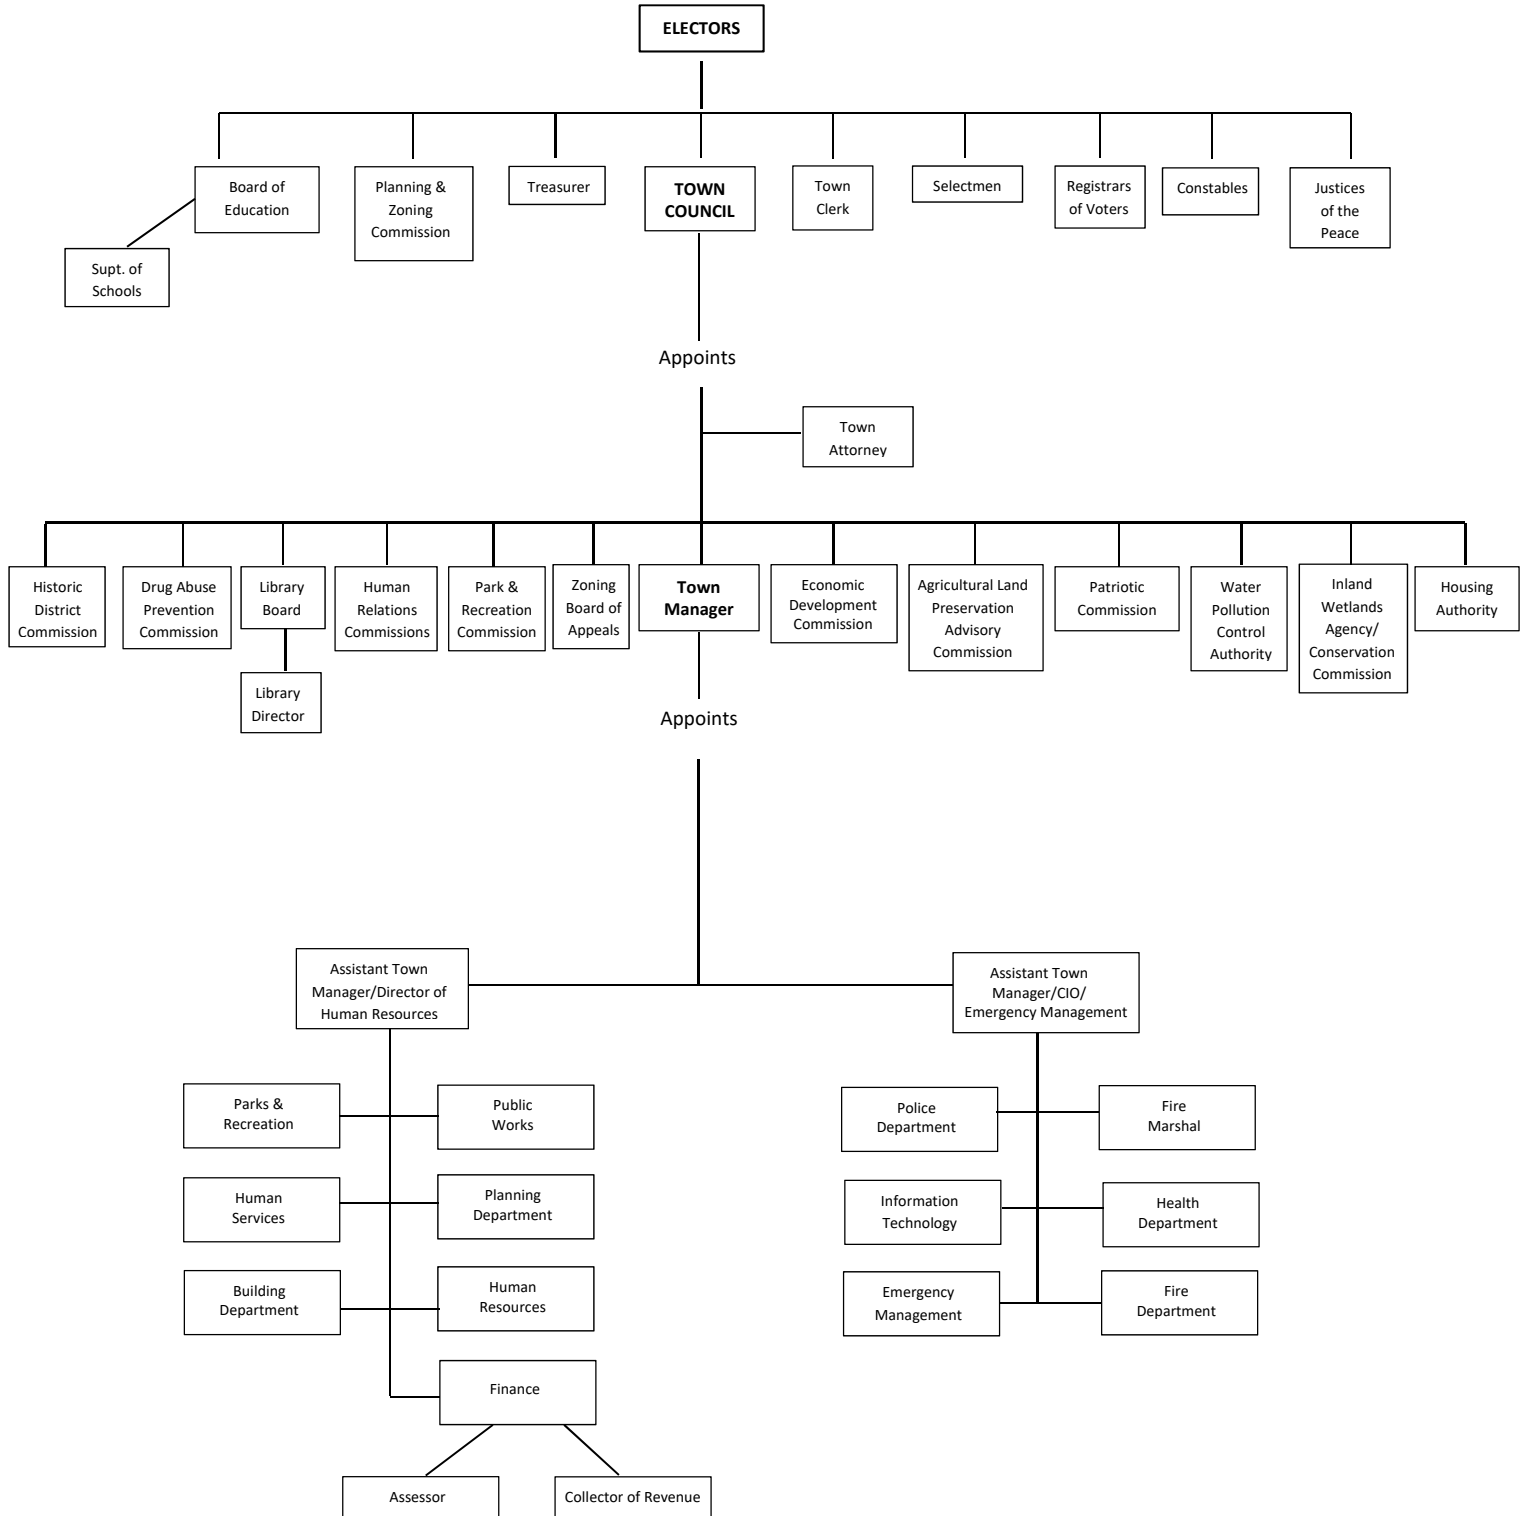 ELECTORS
Board of
Education
Planning &
Zoning
Commission
Treasurer
TOWN
COUNCIL
Town
Clerk
Selectmen
Registrars
of Voters
Constables
Justices
of the
Peace
Supt. of
Schools
Appoints
Town
Attorney
Historic
District
Commission
Drug Abuse
Prevention
Commission
Library
Board
Human
Relations
Commissions
Park &
Recreation
Commission
Zoning
Board of
Appeals
Town
Manager
Economic
Development
Commission
Agricultural Land
Preservation
Advisory
Commission
Patriotic
Commission
Water
Pollution
Control
Authority
Inland
Wetlands
Agency/
Conservation
Commission
Housing
Authority
Library
Director
Appoints
Assistant Town
Manager/Director of
Human Resources
Assistant Town
Manager/CIO/
Emergency Management
Parks &
Recreation
Public
Works
Police
Department
Fire
Marshal
Human
Services
Planning
Department
Information
Technology
Health
Department
Building
Department
Human
Resources
Emergency
Management
Fire
Department
Finance
Assessor
Collector of Revenue